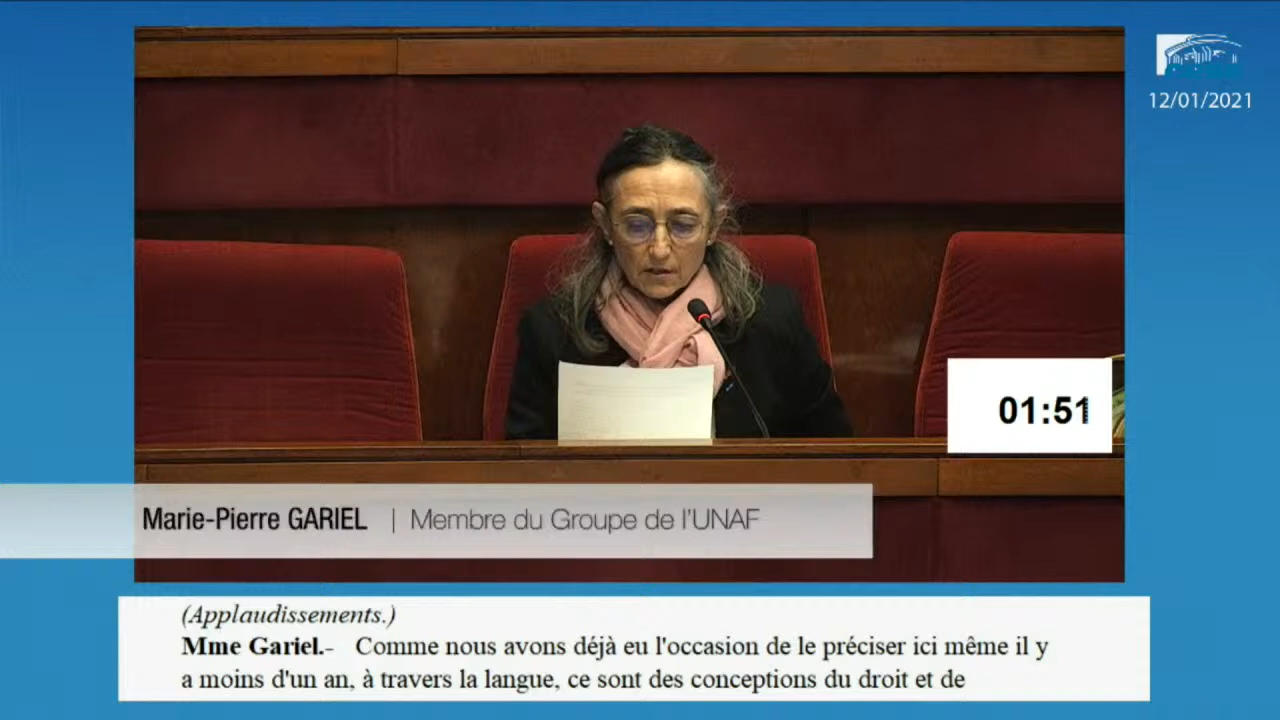 12/01/2021
01:51
Marie-Pierre GARIEL | Membre du Groupe de l'UNAF
(Applaudissements.)
Mme Gariel.- Comme nous avons déjà eu l'occasion de le préciser ici même il y
a moins d'un an, à travers la langue, ce sont des conceptions du droit et de